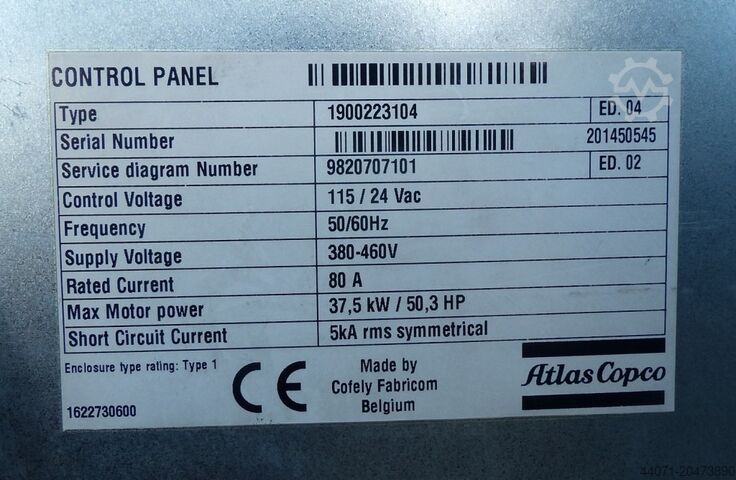 CONTROL PANEL
Type 1900223104 ED. 04
Serial Number 201450545
Service diagram Number 9820707101 ED. 02
Control Voltage 115 / 24 Vac
Frequency 50/60Hz
Supply Voltage 380-460V
Rated Current 80 A
Max Motor power 37,5 kW / 50,3 HP
Short Circuit Current 5kA rms symmetrical
Enclosure type rating: Type 1
1622730600
CE
Made by
Cofely Fabricom
Belgium
Atlas Copco
44071-20473890